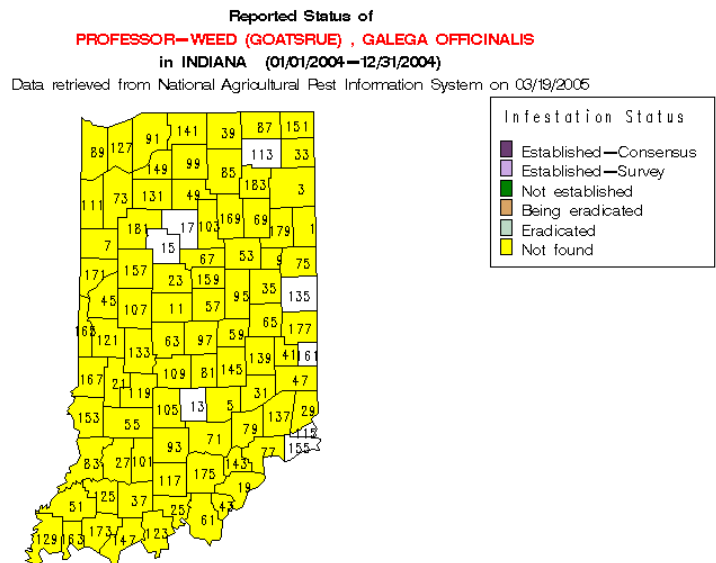 Reported Status of
PROFESSOR—WEED (GOATSRUE) , GALEGA OFFICINALIS
in INDIANA (01/01/2004—12/31/2004)
Data retrieved from National Agricultural Pest Information System on 03/19/2005
Infestation Status
Established—Consensus
Established—Survey
Not established
Being eradicated
Eradicated
Not found
89 127 91 141 39 87 151
149 99 85 113 33
111 73 131 49 183 3
181 17 103 169 69 179 1
7 15 67 53 9 75
171 157 23 159 35
45 107 11 57 95 135
165 121 133 63 97 59 65 177
139 41 161
167 21 119 109 81 145 31 47
153 55 105 13 5 79 137 29
115
83 27 101 93 71 143 77 155
117 175 19
51 25 37 25 61 43
129 163 173 147 123